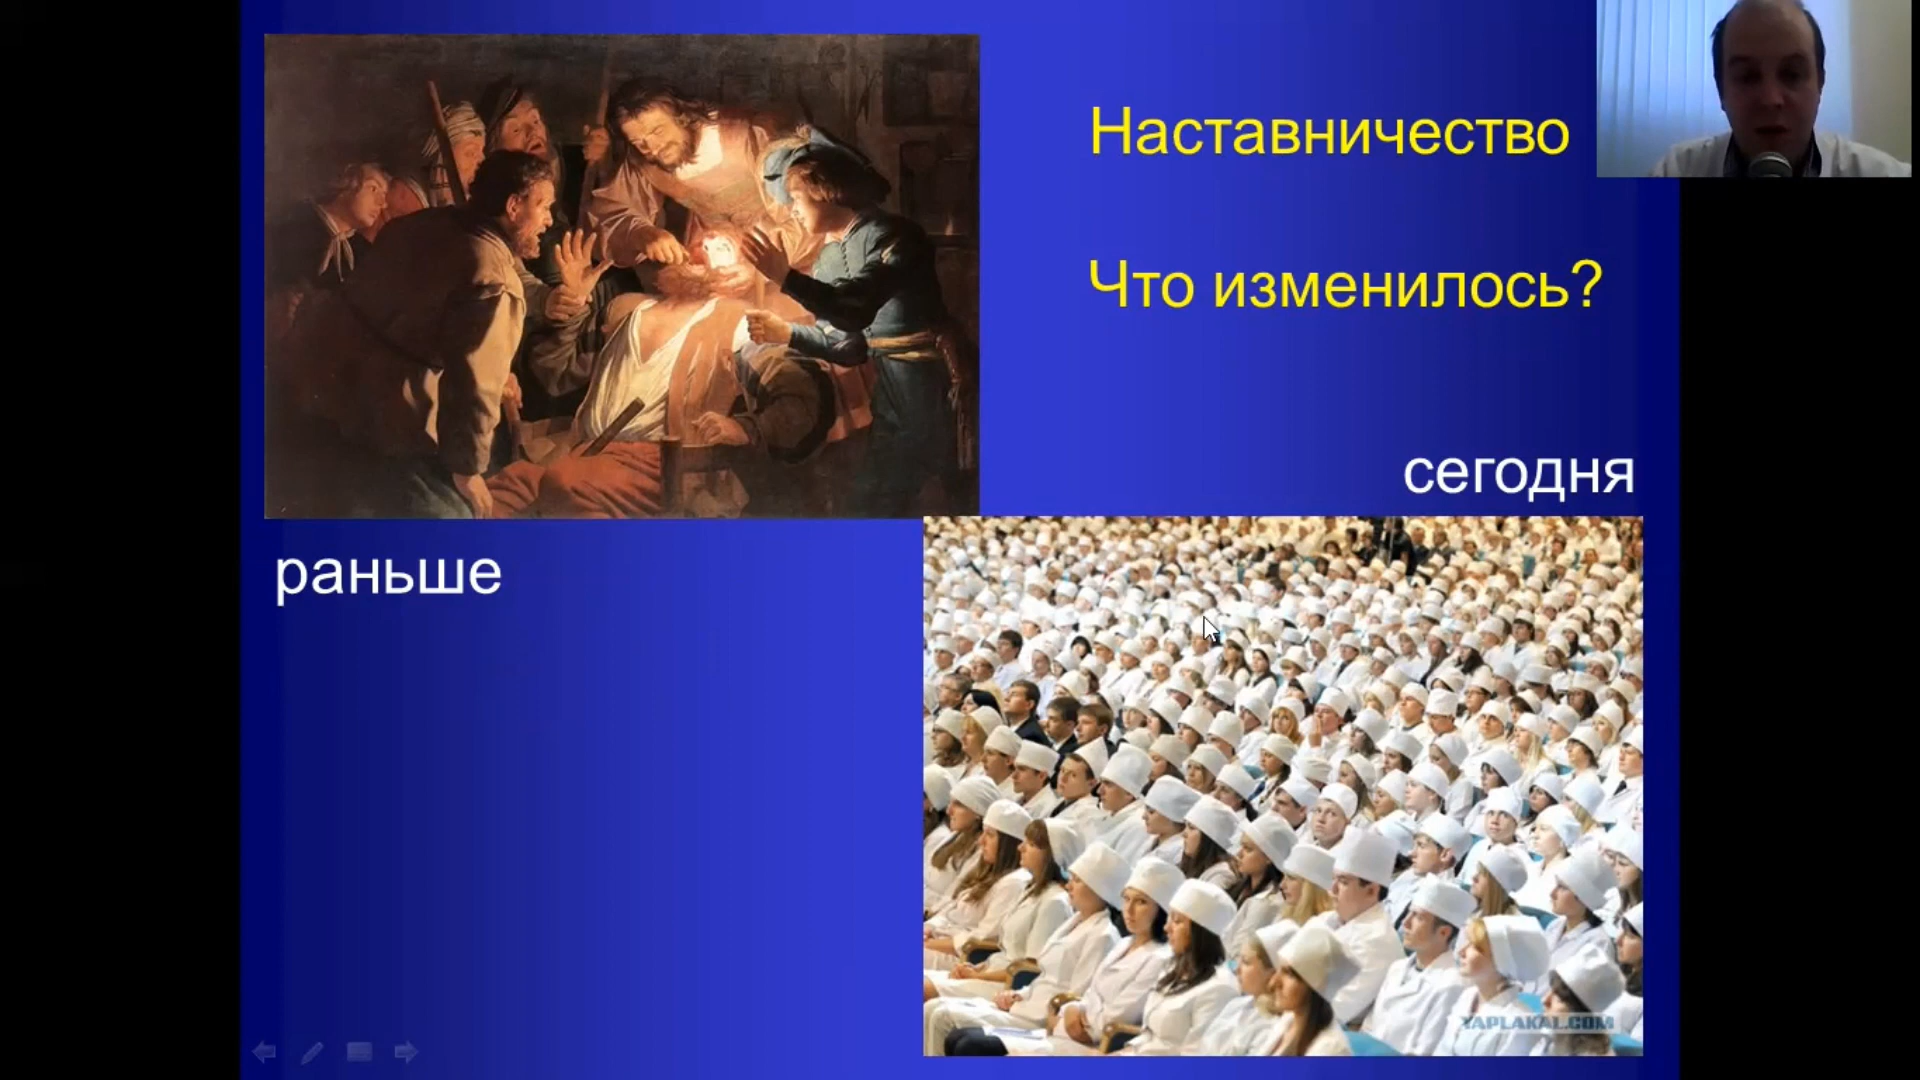 Наставничество
Что изменилось?
сегодня
раньше
YAPLAKAL.COM